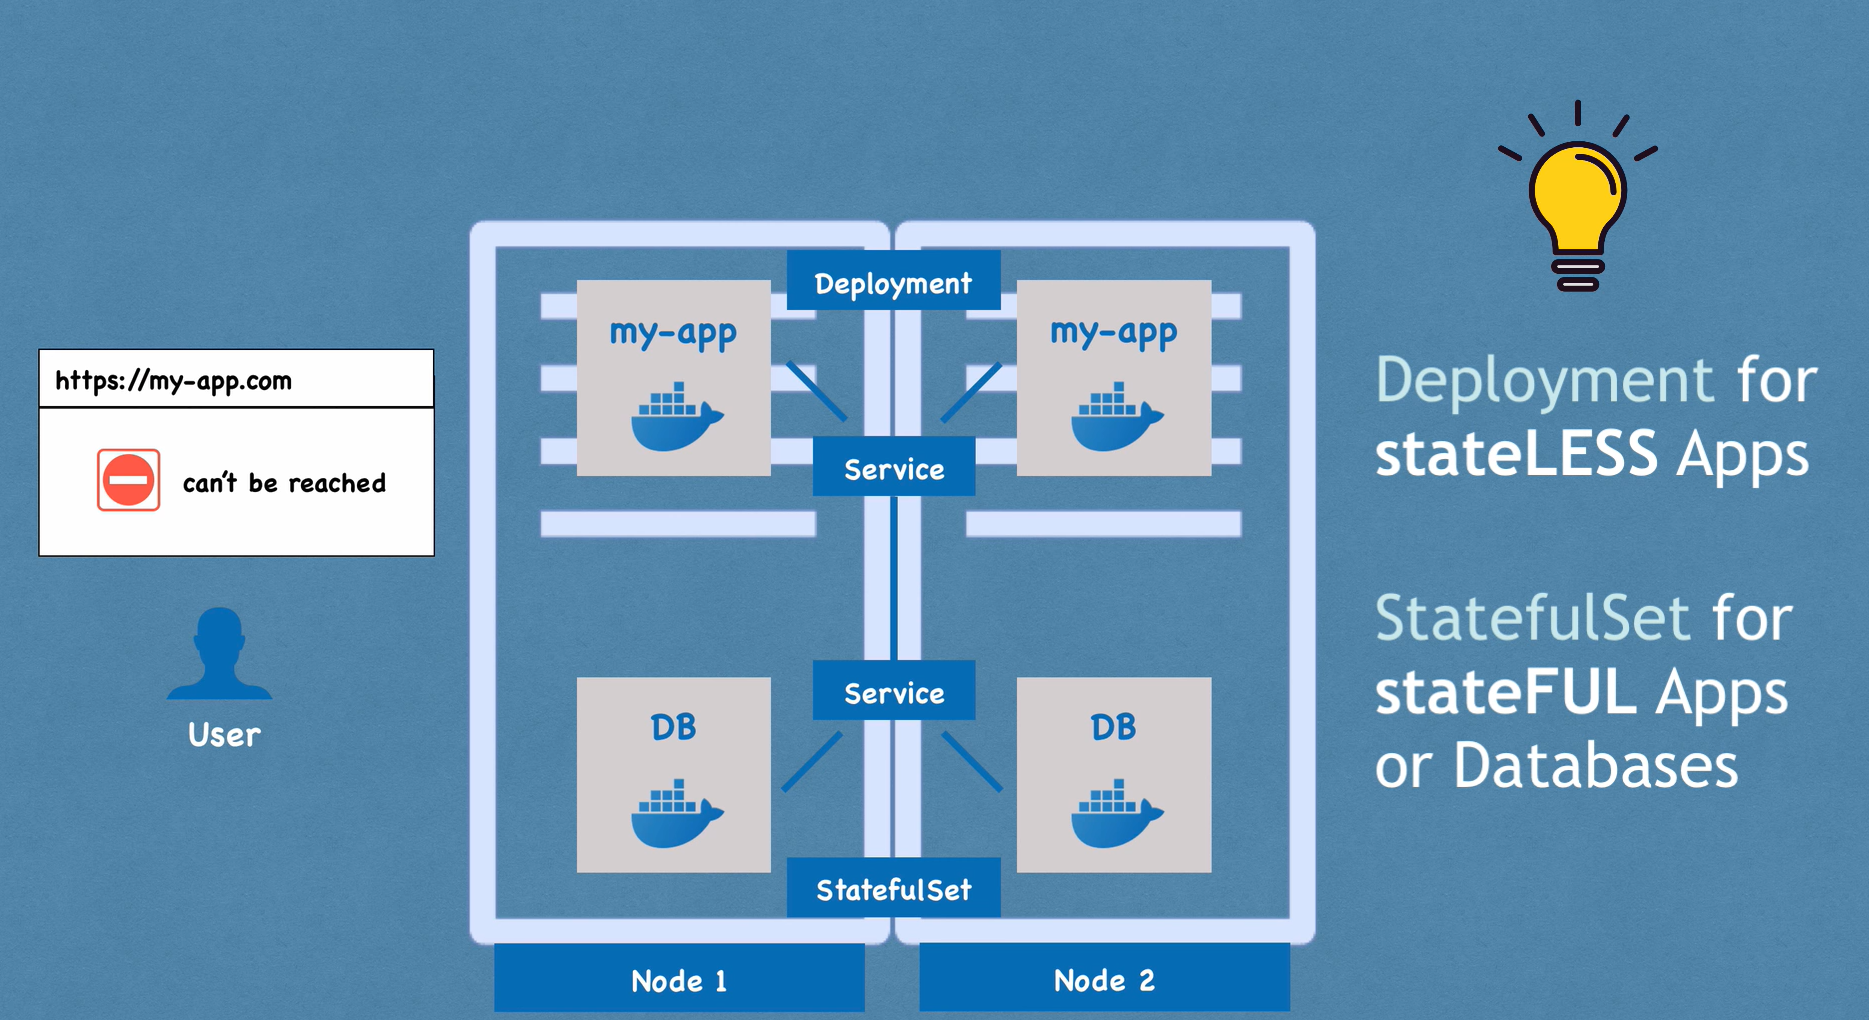 https://my-app.com
can't be reached
User
Deployment
my-app
my-app
Service
Service
DB
DB
StatefulSet
Node 1
Node 2
Deployment for
stateLESS Apps
StatefulSet for
stateFUL Apps
or Databases